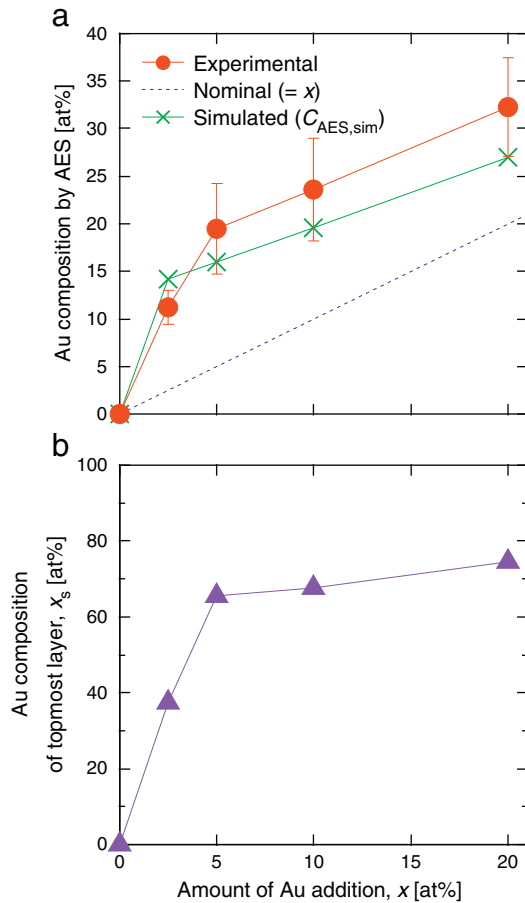 a
40
35
30
25
20
15
10
5
0
Au composition by AES [at%]
Experimental
Nominal (= x)
Simulated (C_AES,sim)
b
100
80
60
40
20
0
Au composition
of topmost layer, x_s [at%]
0 5 10 15 20
Amount of Au addition, x [at%]